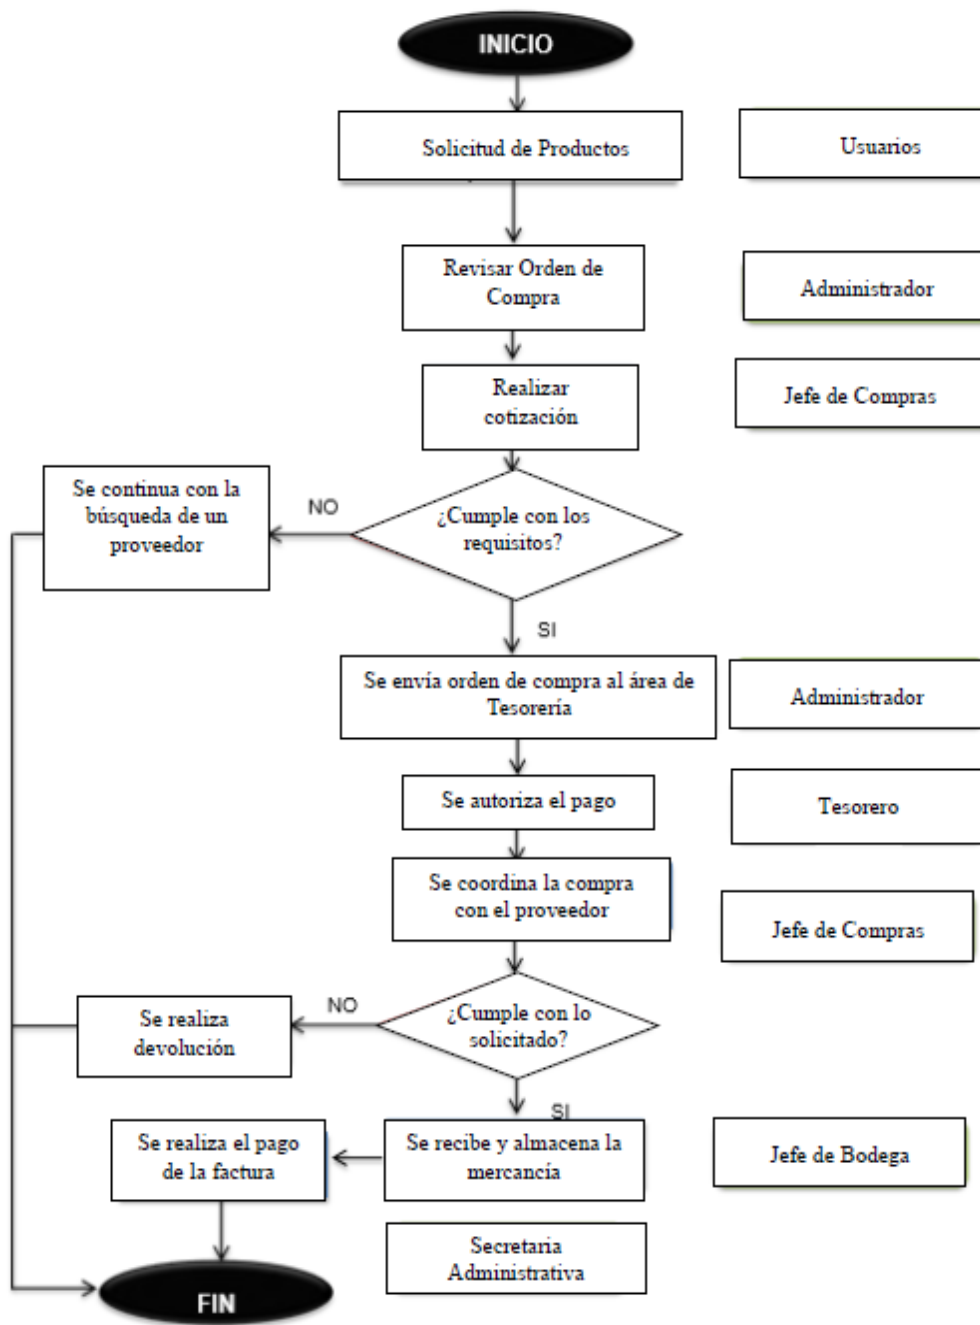 INICIO
Solicitud de Productos
Usuarios
Revisar Orden de
Compra
Administrador
Realizar
cotización
Jefe de Compras
Se continua con la
búsqueda de un
proveedor
NO
¿Cumple con los
requisitos?
SI
Se envía orden de compra al área de
Tesorería
Administrador
Se autoriza el pago
Tesorero
Se coordina la compra
con el proveedor
Jefe de Compras
Se realiza
devolución
NO
¿Cumple con lo
solicitado?
SI
Se realiza el pago
de la factura
Se recibe y almacena la
mercancía
Jefe de Bodega
Secretaria
Administrativa
FIN